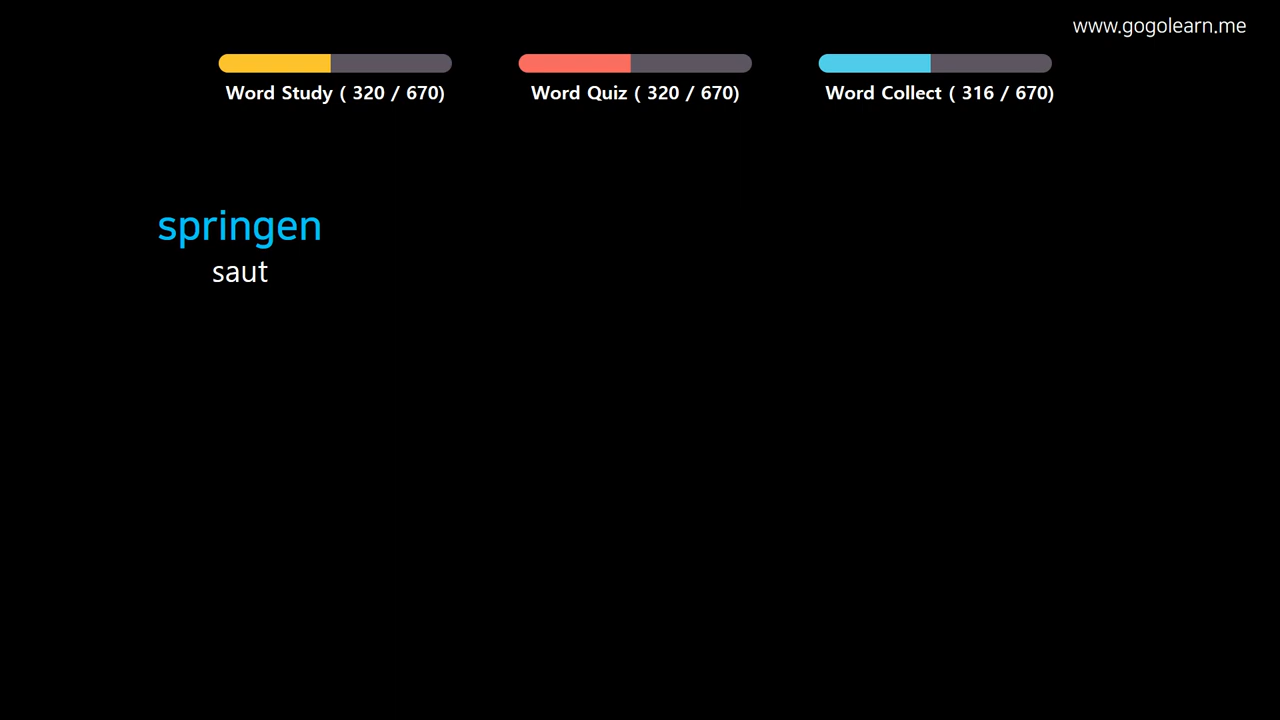 www.gogolearn.me
Word Study ( 320 / 670)
Word Quiz ( 320 / 670)
Word Collect ( 316 / 670)
springen
saut